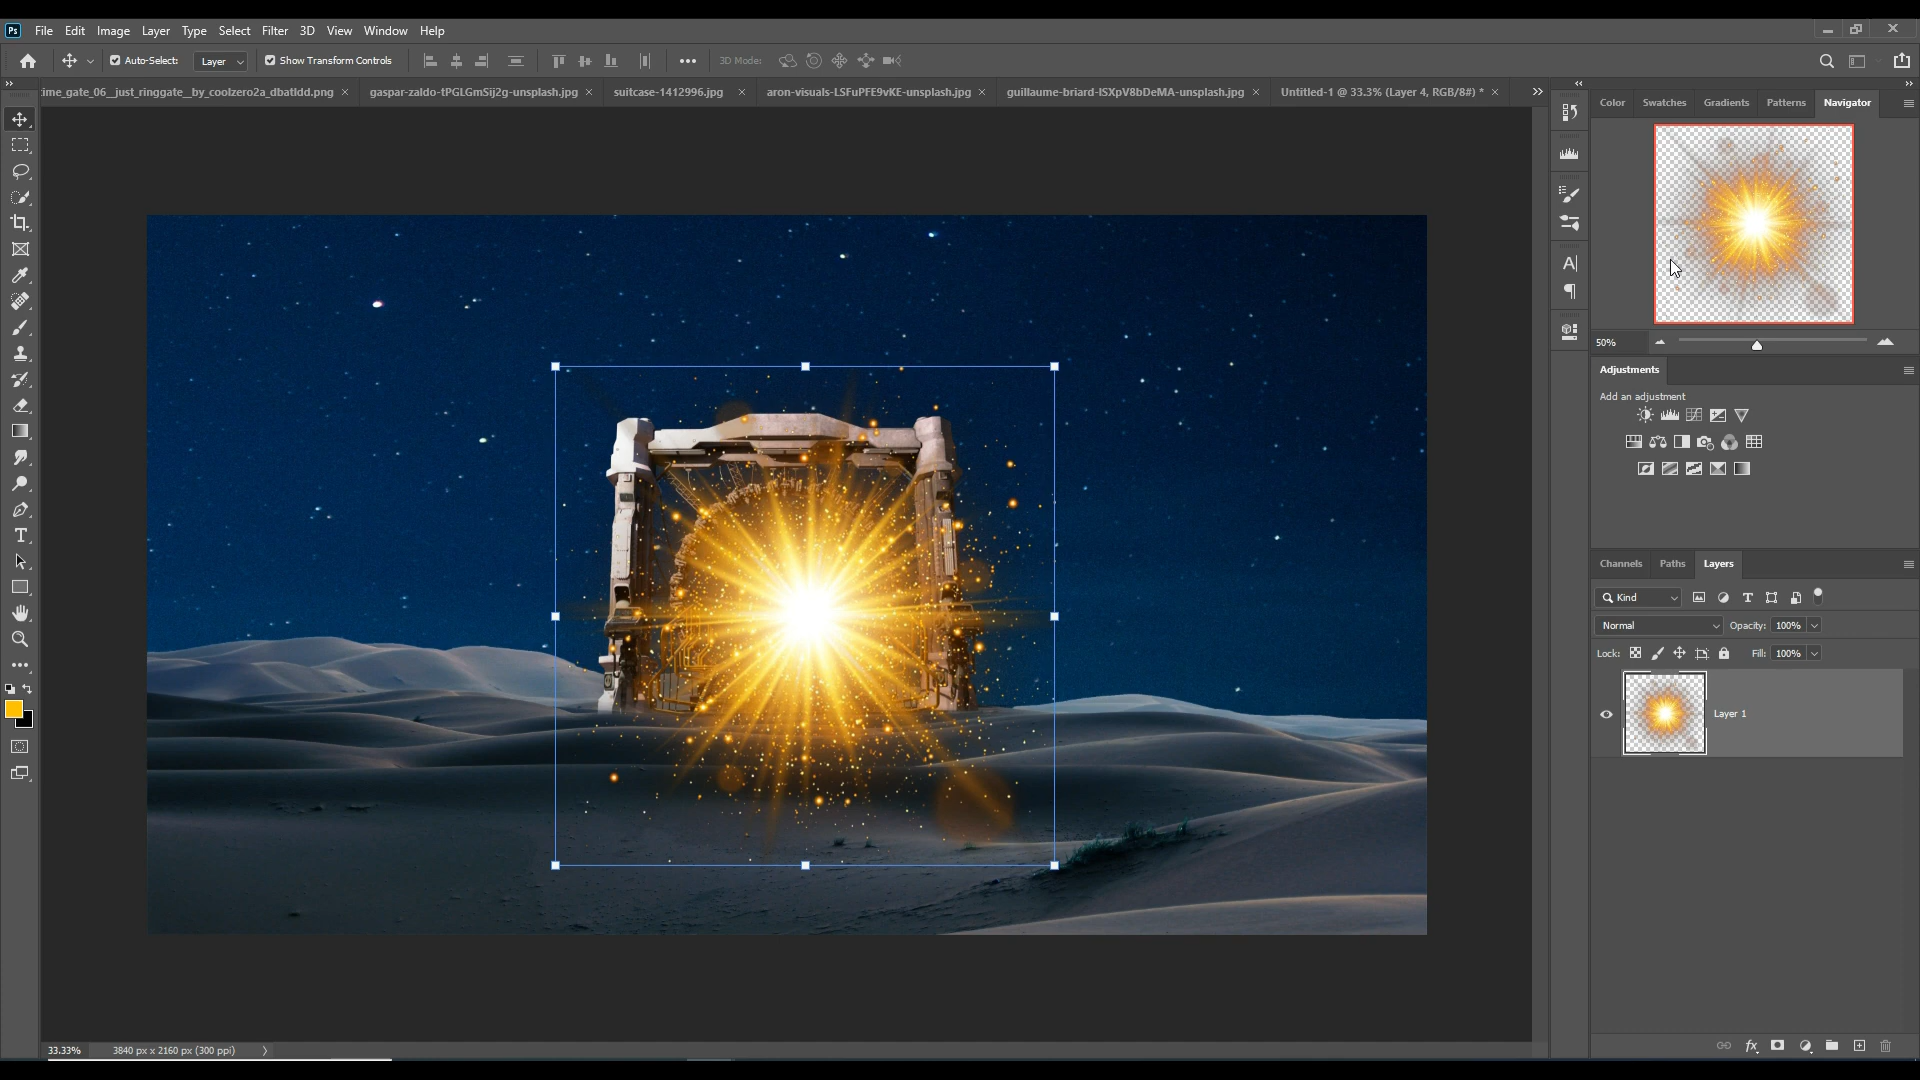 Ps File Edit Image Layer Type Select Filter 3D View Window Help
Auto-Select: Layer Show Transform Controls 3D Mode:
ime_gate_06__just_ringgate__by_coolzero2a_dbatldd.png × gaspar-zaldo-tPGLGmSij2g-unsplash.jpg × suitcase-1412996.jpg × aron-visuals-LSFuPFE9vKE-unsplash.jpg × guillaume-briard-ISXpV8bDeMA-unsplash.jpg × Untitled-1 @ 33.3% (Layer 4, RGB/8#) * ×
Color Swatches Gradients Patterns Navigator
50%
Adjustments
Add an adjustment
Channels Paths Layers
Kind
Normal Opacity: 100%
Lock: Fill: 100%
Layer 1
33.33% 3840 px x 2160 px (300 ppi)